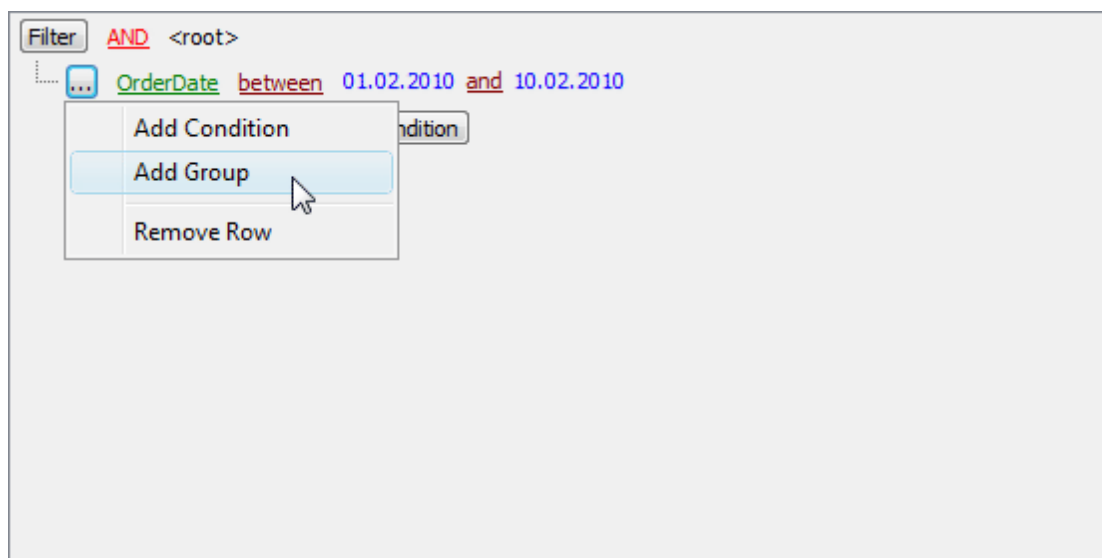 Filter AND <root>
... OrderDate between 01.02.2010 and 10.02.2010
Add Condition
ndition
Add Group
Remove Row